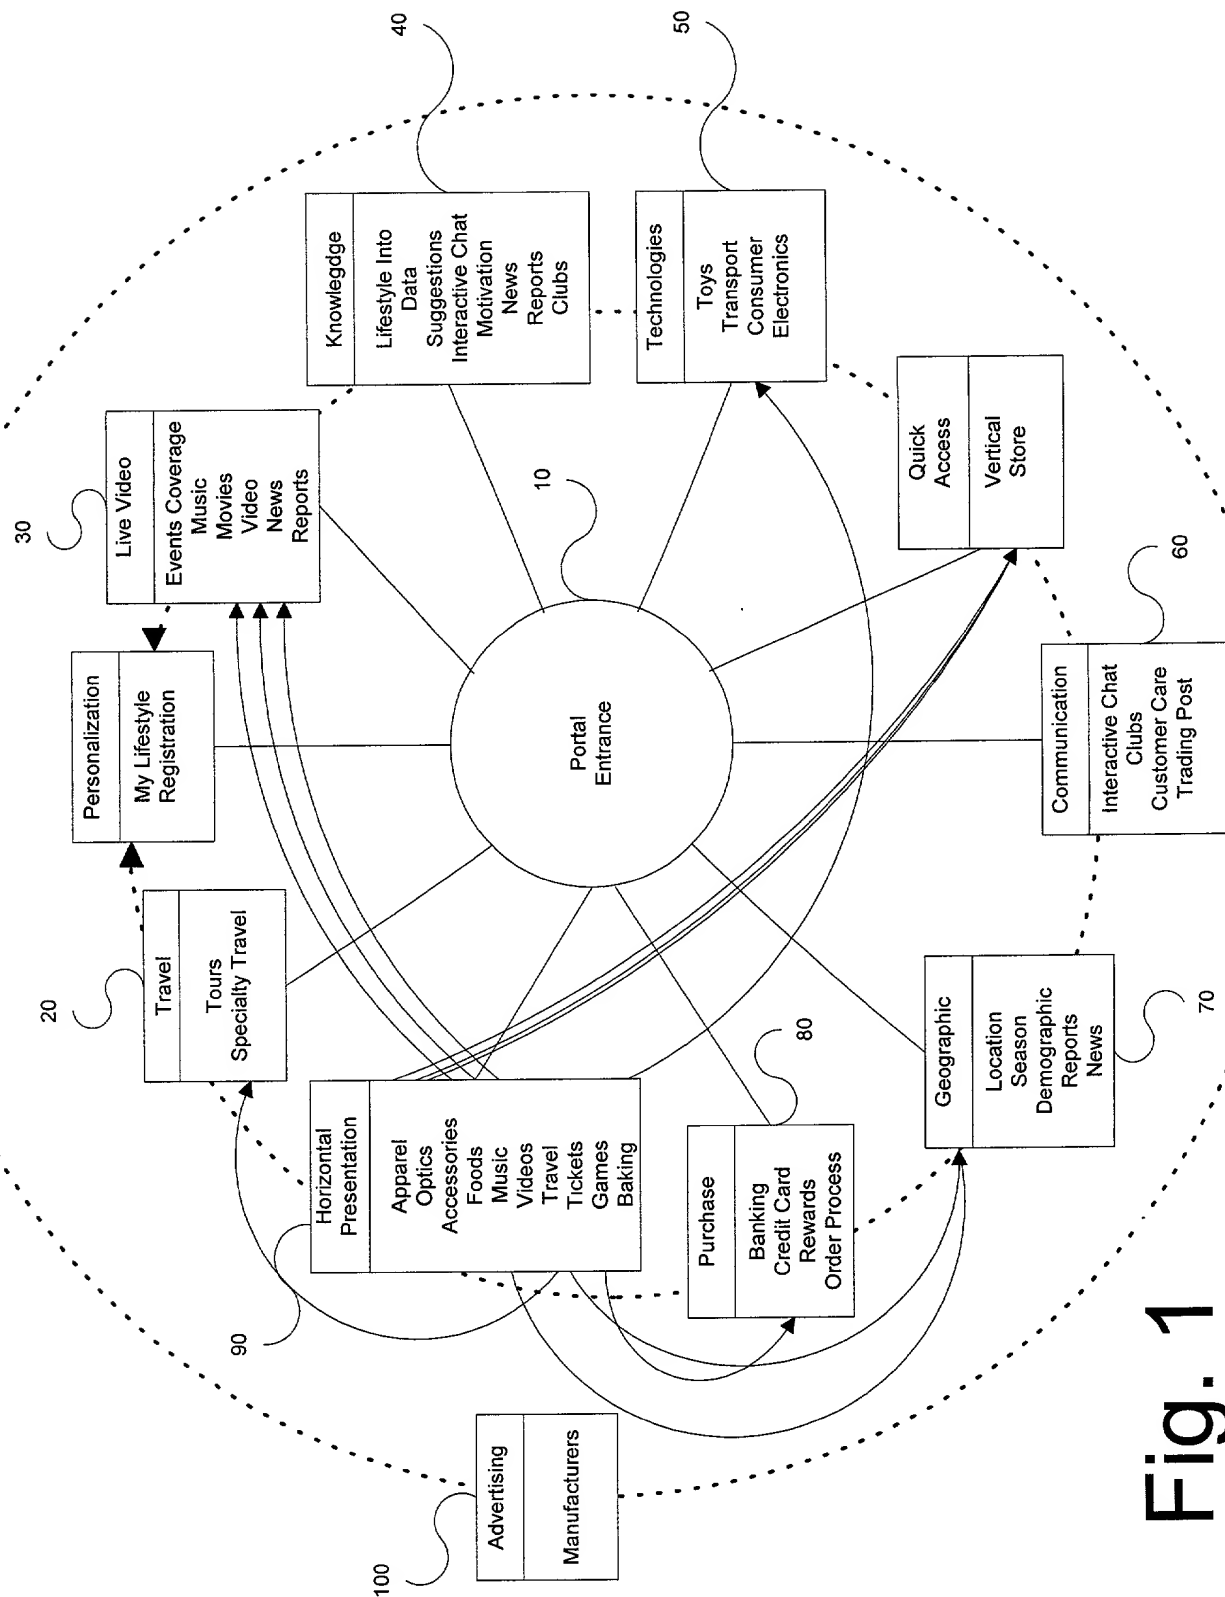 100
Advertising
Manufacturers
90
Horizontal
Presentation
Apparel
Optics
Accessories
Foods
Music
Videos
Travel
Tickets
Games
Baking
20
Travel
Tours
Specialty Travel
Personalization
My Lifestyle
Registration
30
Live Video
Events Coverage
Music
Movies
Video
News
Reports
40
Knowlegdge
Lifestyle Into
Data
Suggestions
Interactive Chat
Motivation
News
Reports
Clubs
10
Portal
Entrance
50
Technologies
Toys
Transport
Consumer
Electronics
Quick
Access
Vertical
Store
80
Purchase
Banking
Credit Card
Rewards
Order Process
70
Geographic
Location
Season
Demographic
Reports
News
60
Communication
Interactive Chat
Clubs
Customer Care
Trading Post
Fig. 1